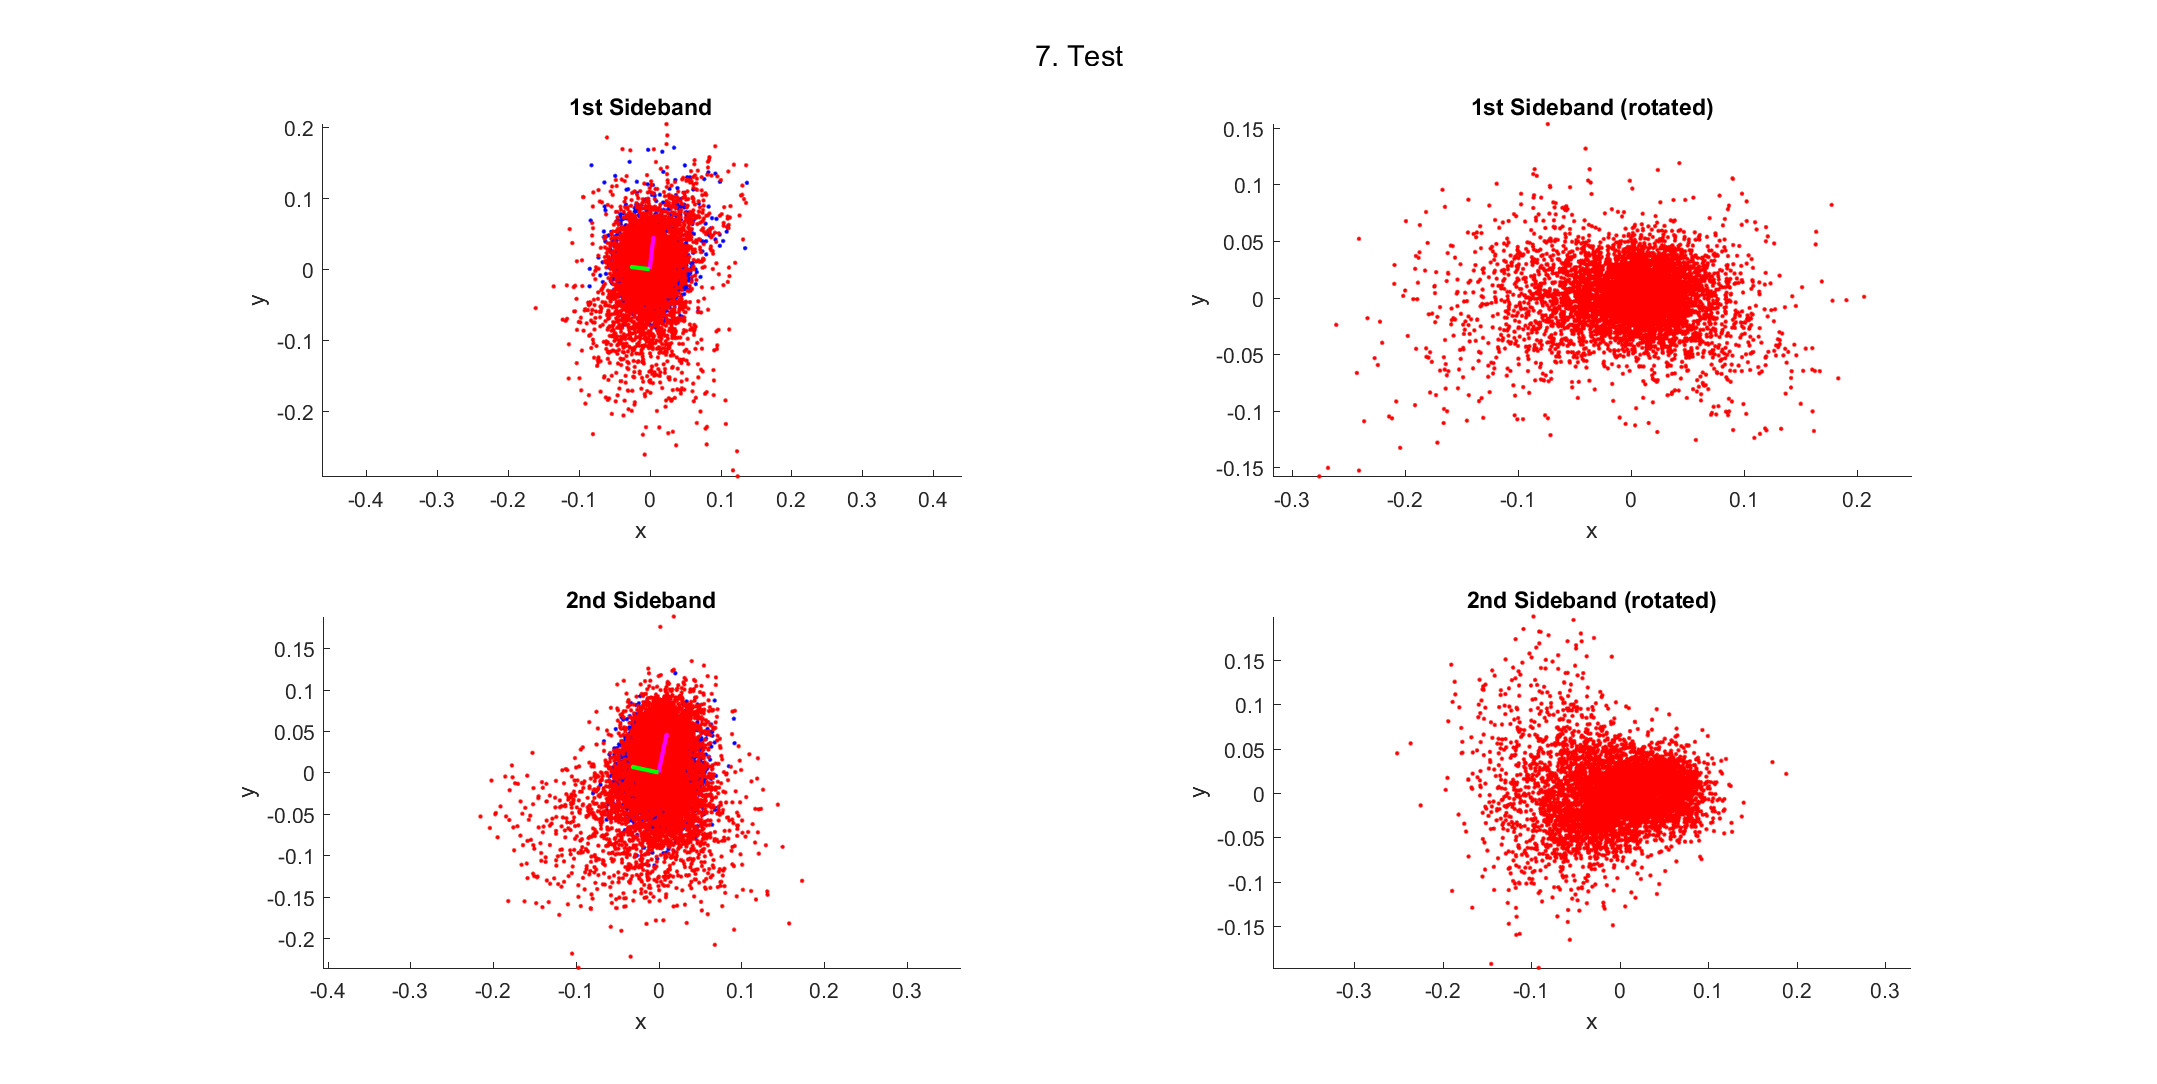 7. Test
1st Sideband
0.2
0.1
0
-0.1
-0.2
y
-0.4 -0.3 -0.2 -0.1 0 0.1 0.2 0.3 0.4
x
1st Sideband (rotated)
0.15
0.1
0.05
0
-0.05
-0.1
-0.15
y
-0.3 -0.2 -0.1 0 0.1 0.2
x
2nd Sideband
0.15
0.1
0.05
0
-0.05
-0.1
-0.15
-0.2
y
-0.4 -0.3 -0.2 -0.1 0 0.1 0.2 0.3
x
2nd Sideband (rotated)
0.15
0.1
0.05
0
-0.05
-0.1
-0.15
y
-0.3 -0.2 -0.1 0 0.1 0.2 0.3
x